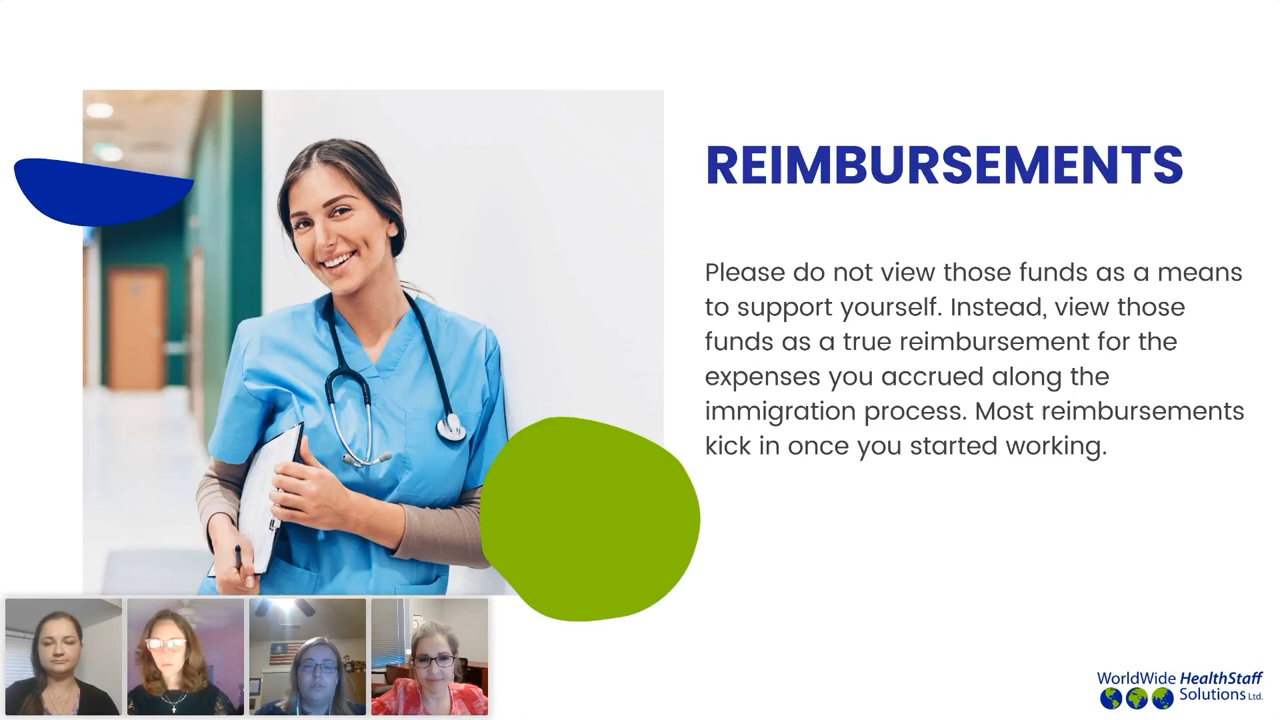 REIMBURSEMENTS
Please do not view those funds as a means
to support yourself. Instead, view those
funds as a true reimbursement for the
expenses you accrued along the
immigration process. Most reimbursements
kick in once you started working.
WorldWide HealthStaff
Solutions Ltd.